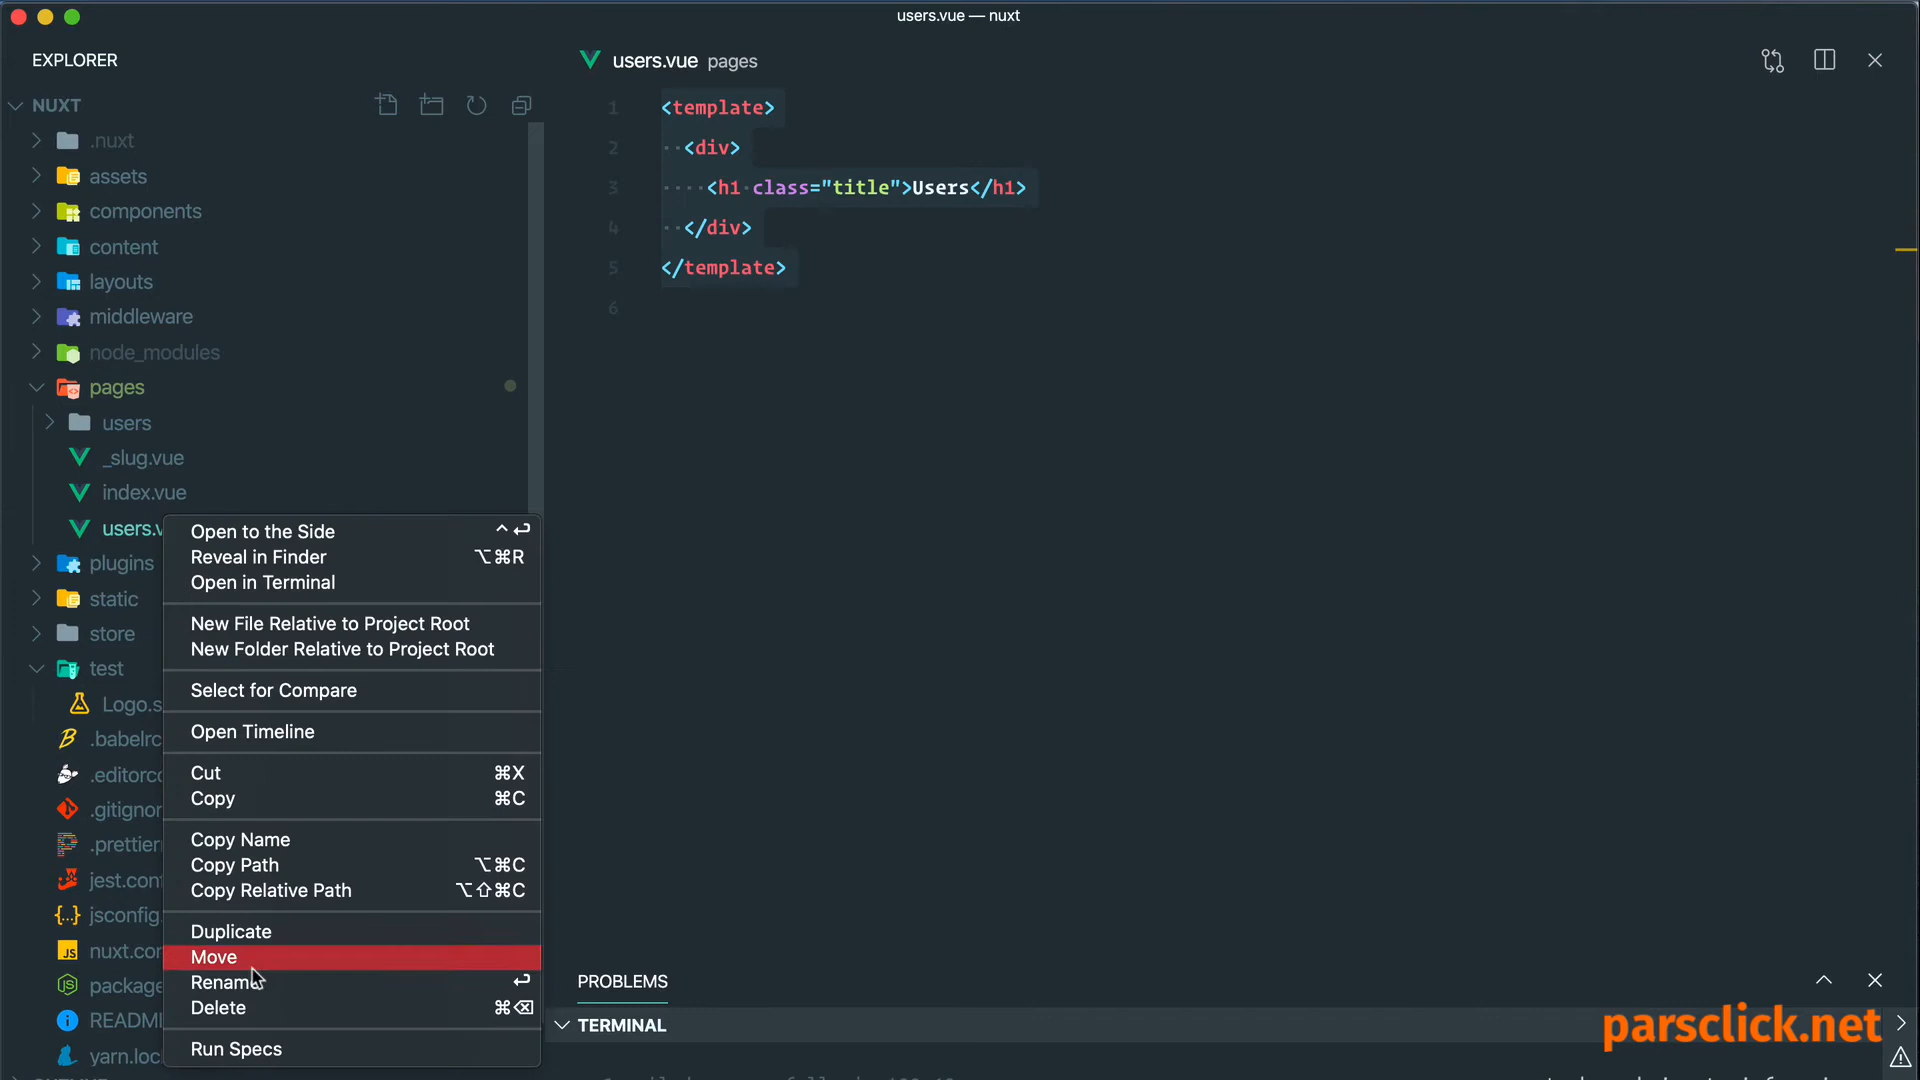 users.vue — nuxt
EXPLORER
NUXT
.nuxt
assets
components
content
layouts
middleware
node_modules
pages
users
_slug.vue
index.vue
users.v
plugins
static
store
test
Logo.s
.babelrc
.editorco
.gitignor
.prettier
jest.conf
jsconfig.
nuxt.con
package
README
yarn.loc
Open to the Side ^ ↩
Reveal in Finder ⌥⌘R
Open in Terminal
New File Relative to Project Root
New Folder Relative to Project Root
Select for Compare
Open Timeline
Cut ⌘X
Copy ⌘C
Copy Name
Copy Path ⌥⌘C
Copy Relative Path ⌥⇧⌘C
Duplicate
Move
Rename ↩
Delete ⌘⌫
Run Specs
users.vue pages
1 <template>
2 <div>
3 <h1 class="title">Users</h1>
4 </div>
5 </template>
6
PROBLEMS
TERMINAL
parsclick.net